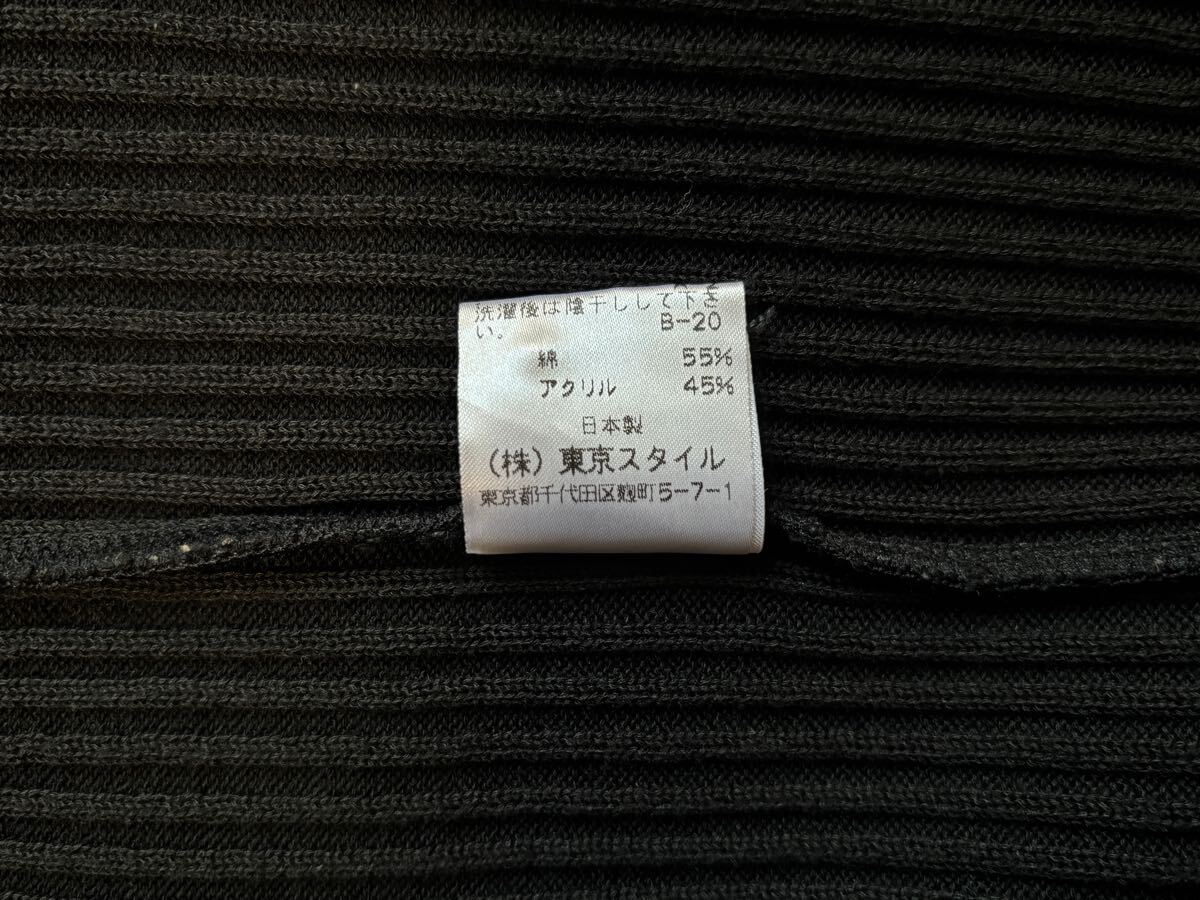 洗濯後は陰干しして下さ
い。 B-20
綿 55%
アクリル 45%
日本製
(株)東京スタイル
東京都千代田区麹町5-7-1